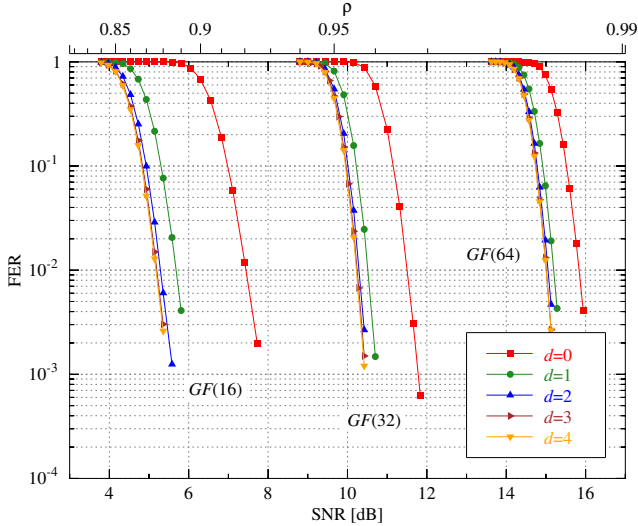 ρ
0.85 0.9 0.95 0.99
1
10^-1
10^-2
10^-3
10^-4
FER
GF(64)
GF(16)
GF(32)
d=0
d=1
d=2
d=3
d=4
4 6 8 10 12 14 16
SNR [dB]